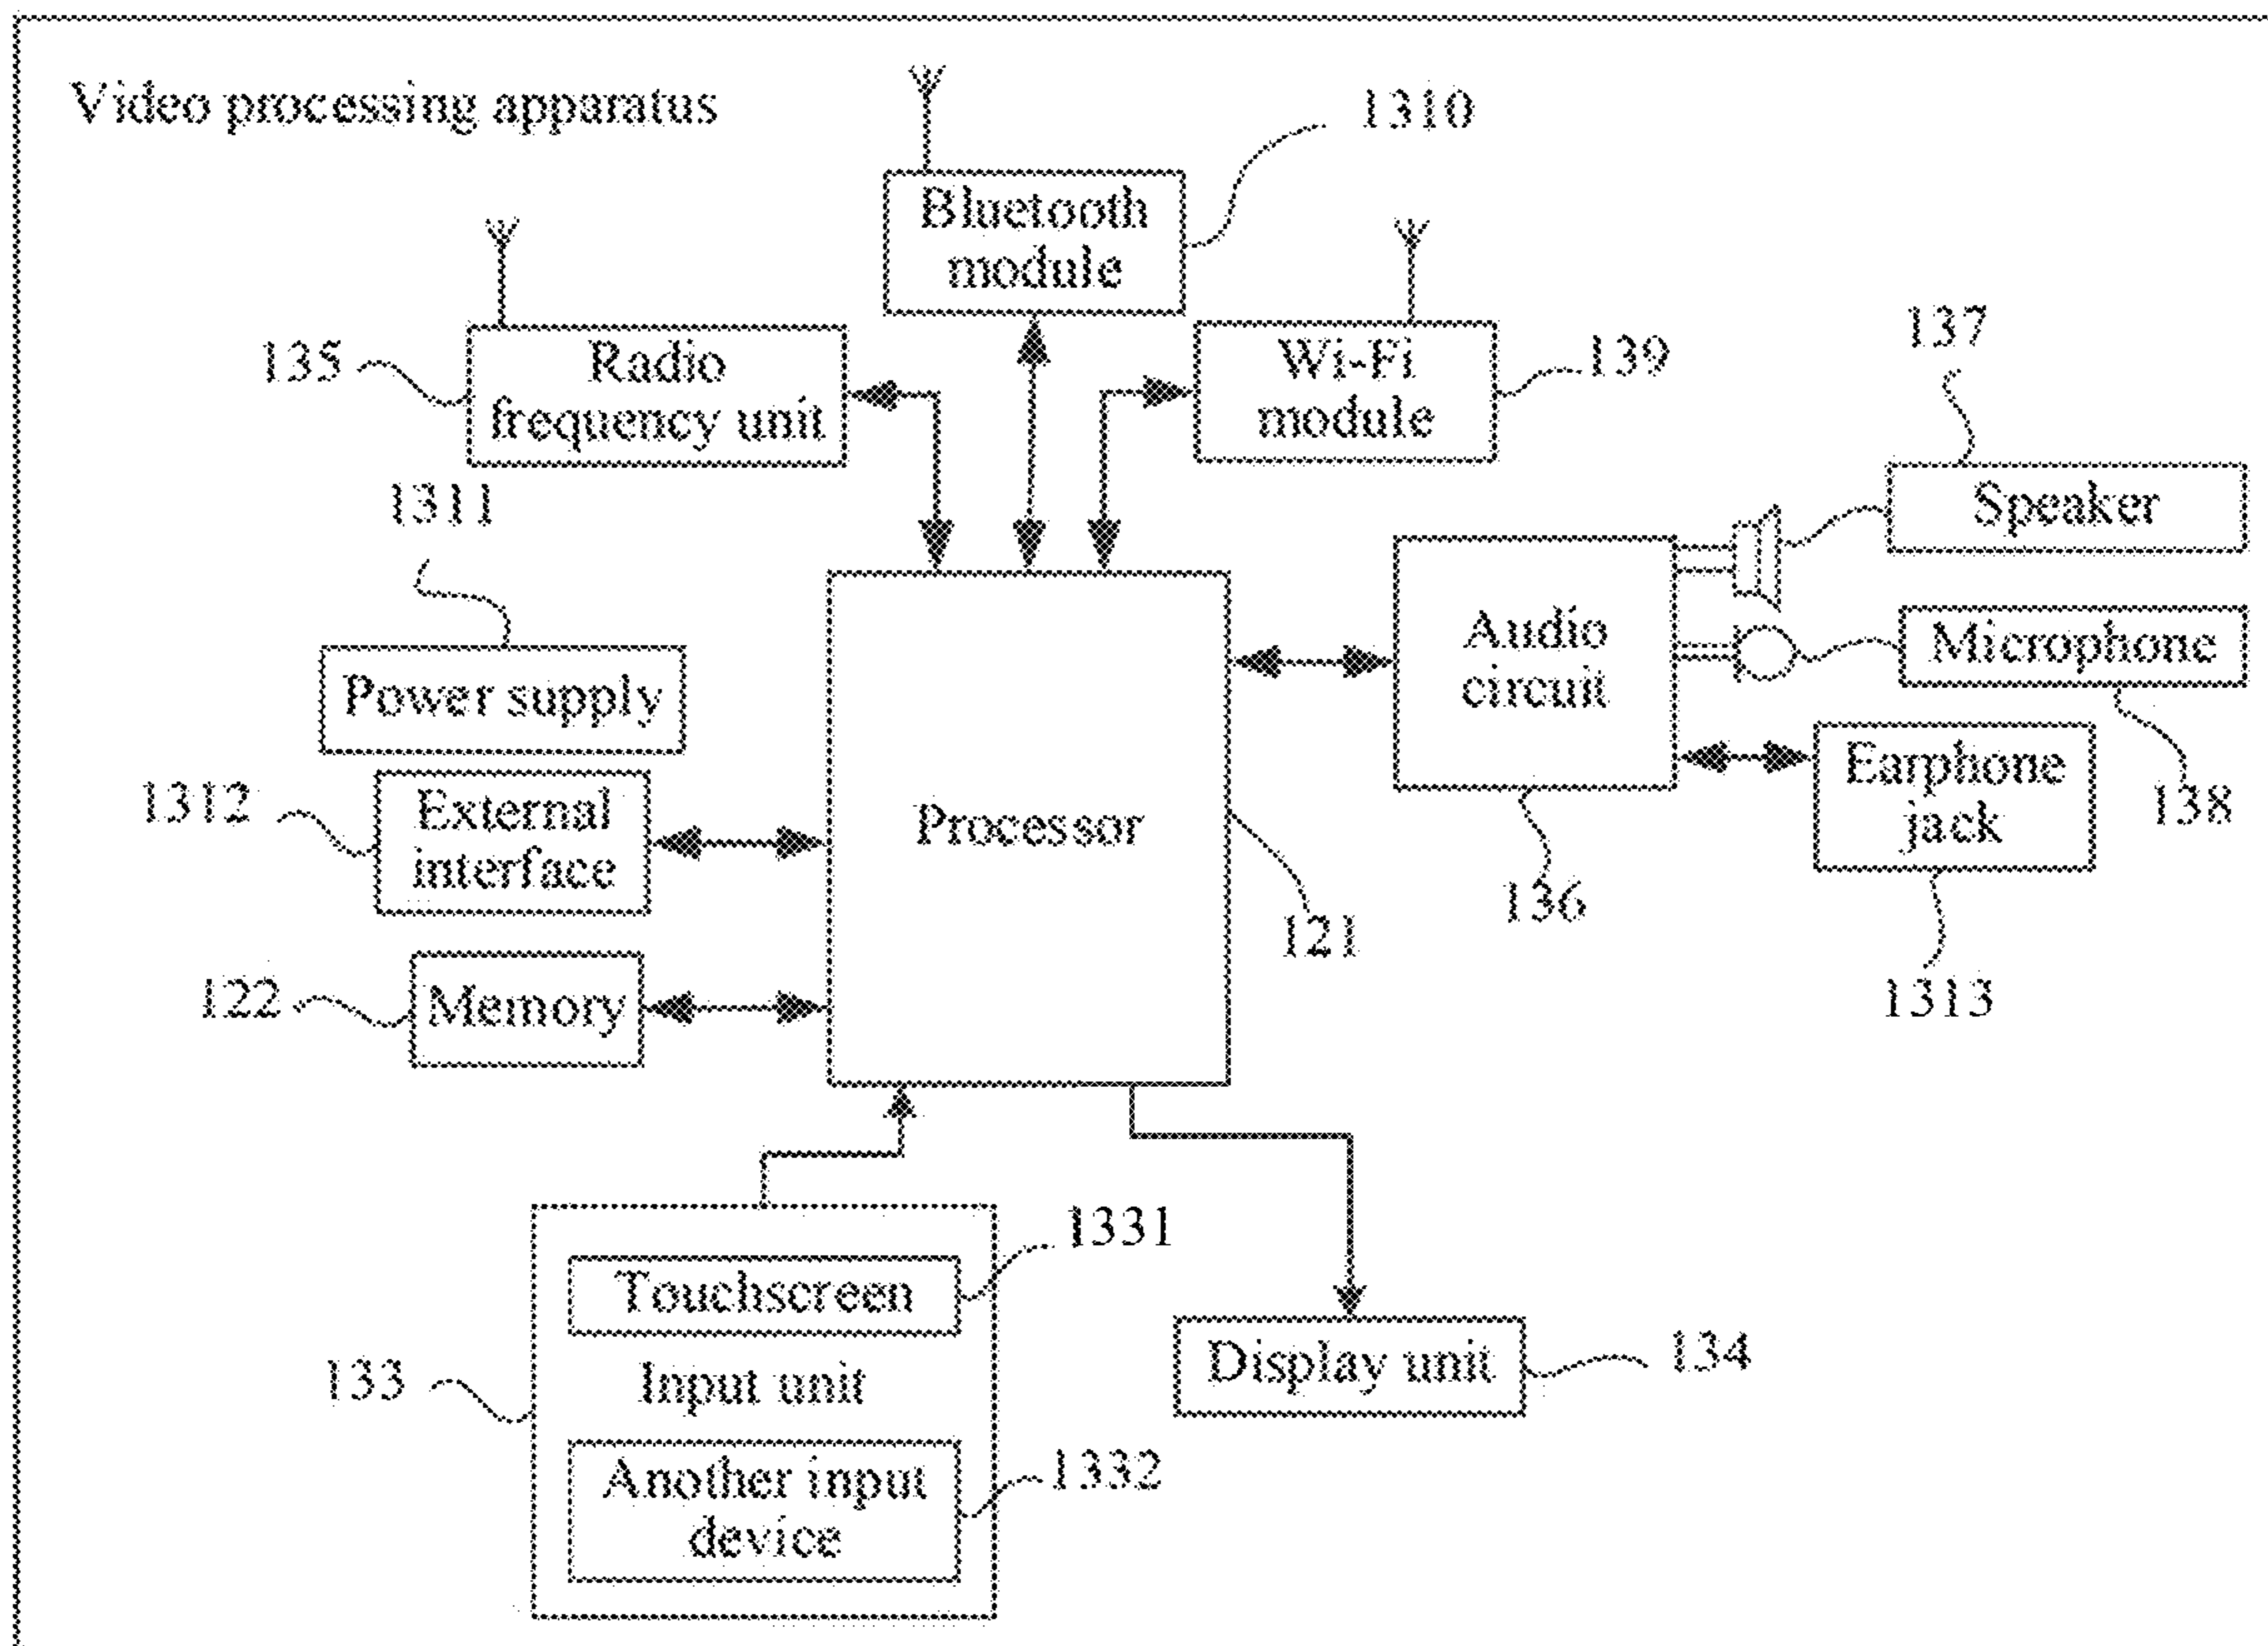 Video processing apparatus
1310
Bluetooth
module
135
Radio
frequency unit
Wi-Fi
module
139
137
Speaker
1311
Power supply
Audio
circuit
Microphone
138
1312
External
interface
Processor
Earphone
jack
136
121
1313
122
Memory
1331
Touchscreen
133
Input unit
Display unit
134
Another input
device
1332